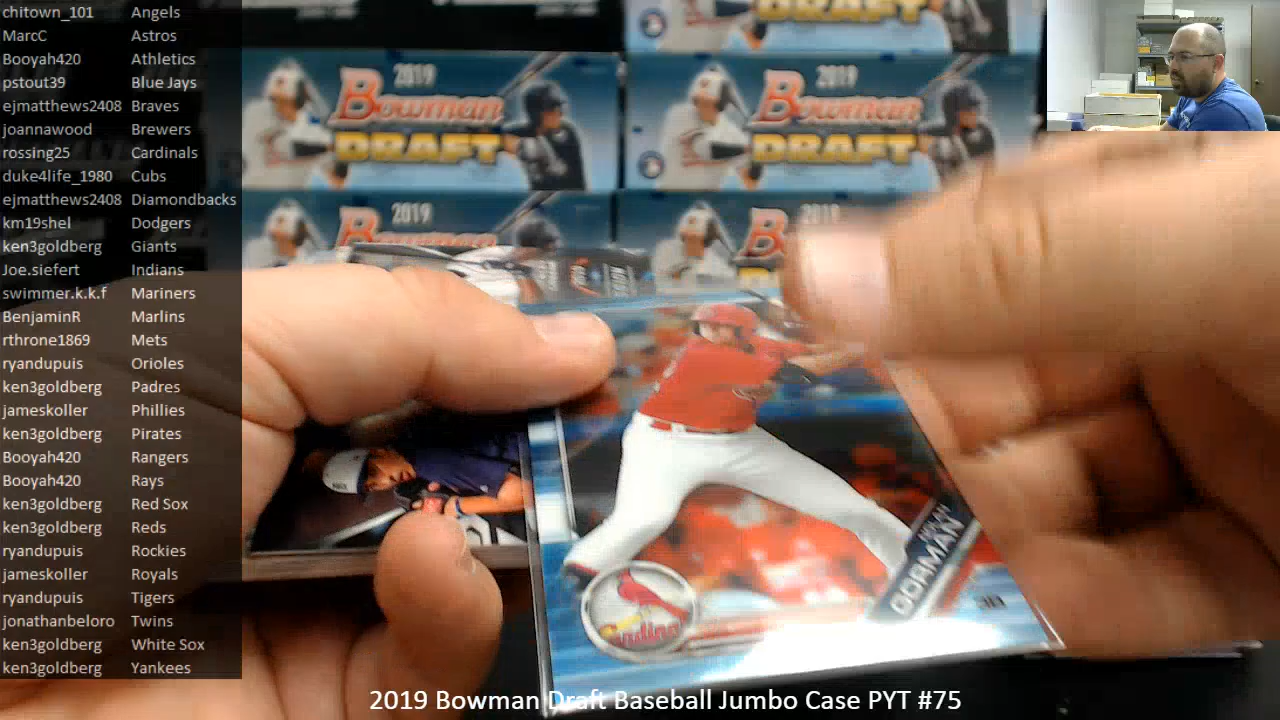 chitown_101 Angels
MarcC Astros
Booyah420 Athletics
pstout39 Blue Jays
ejmatthews2408 Braves
joannawood Brewers
rossing25 Cardinals
duke4life_1980 Cubs
ejmatthews2408 Diamondbacks
km19shel Dodgers
ken3goldberg Giants
Joe.siefert Indians
swimmer.k.k.f Mariners
BenjaminR Marlins
rthrone1869 Mets
ryandupuis Orioles
ken3goldberg Padres
jameskoller Phillies
ken3goldberg Pirates
Booyah420 Rangers
Booyah420 Rays
ken3goldberg Red Sox
ken3goldberg Reds
ryandupuis Rockies
jameskoller Royals
ryandupuis Tigers
jonathanbeloro Twins
ken3goldberg White Sox
ken3goldberg Yankees
Bowman
DRAFT
2019
Bowman
DRAFT
2019
Bowman
DRAFT
2019
Bowman
2019
GORMAN
3B
Cardinals
2019 Bowman Draft Baseball Jumbo Case PYT #75